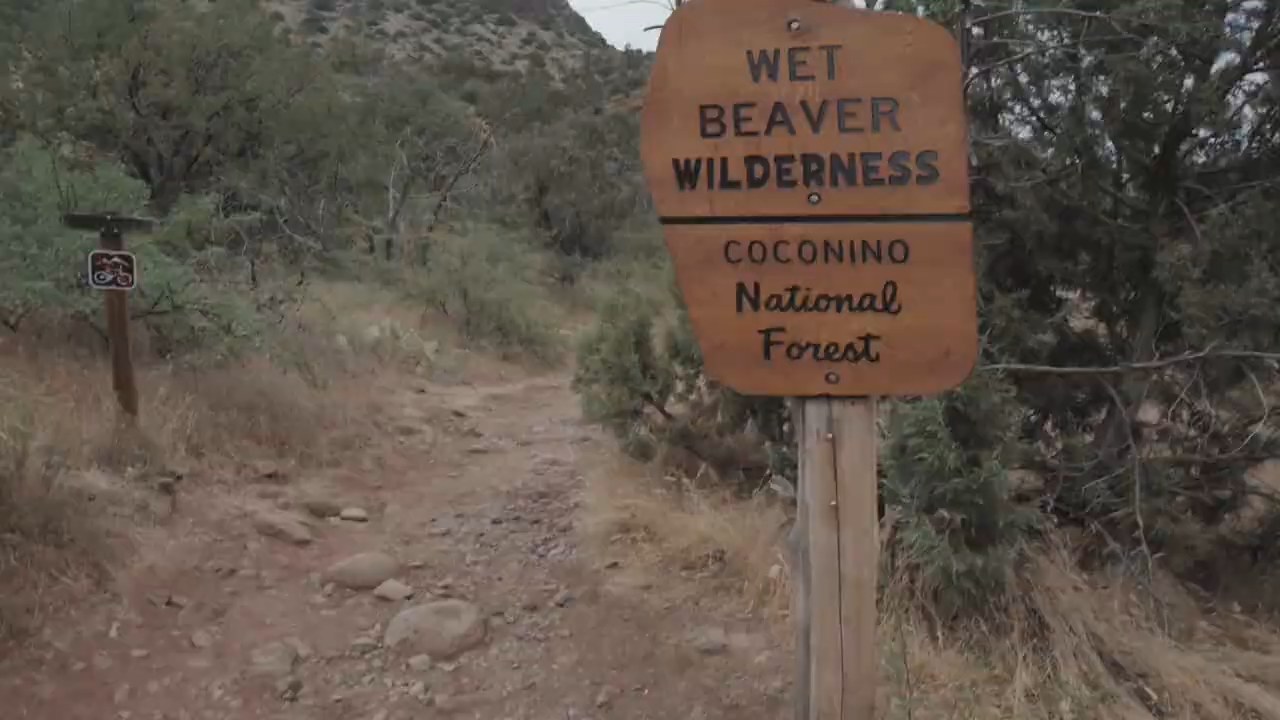 WET
BEAVER
WILDERNESS
COCONINO
National
Forest